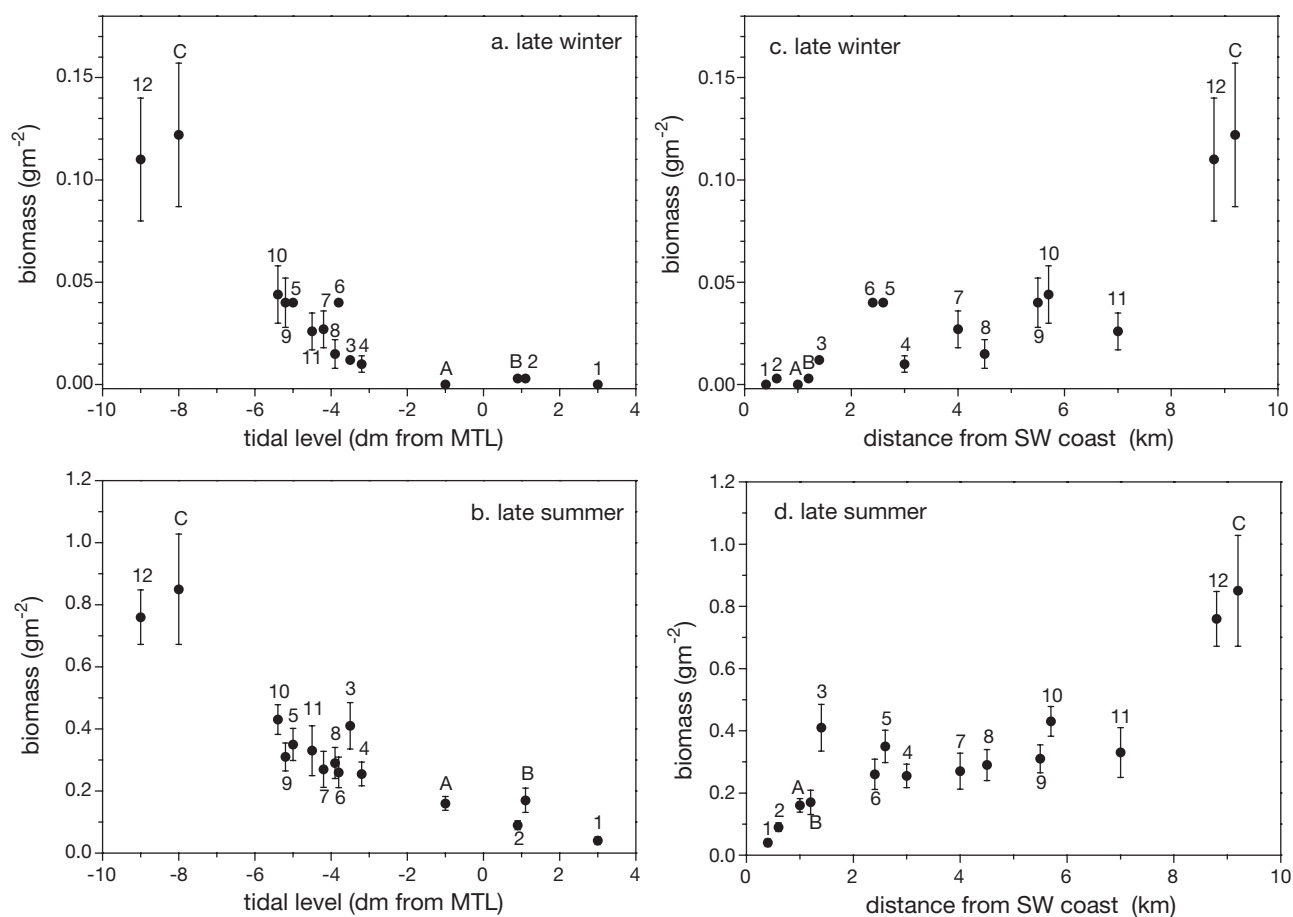 a. late winter
C
12
10
5
6
7
9
8
11
3 4
A
B 2
1
0.15
0.10
0.05
0.00
biomass (gm-2)
-10 -8 -6 -4 -2 0 2 4
tidal level (dm from MTL)
c. late winter
C
12
10
6 5
7
11
8
9
3
4
B
1 2 A
0.15
0.10
0.05
0.00
biomass (gm-2)
0 2 4 6 8 10
distance from SW coast (km)
b. late summer
C
12
3
10
11
5
8
4
9
7 6
A
B
2
1
1.2
1.0
0.8
0.6
0.4
0.2
0.0
biomass (gm-2)
-10 -8 -6 -4 -2 0 2 4
tidal level (dm from MTL)
d. late summer
C
12
3
10
5
11
7
8
4
9
6
A
2
B
1
1.2
1.0
0.8
0.6
0.4
0.2
0.0
biomass (gm-2)
0 2 4 6 8 10
distance from SW coast (km)